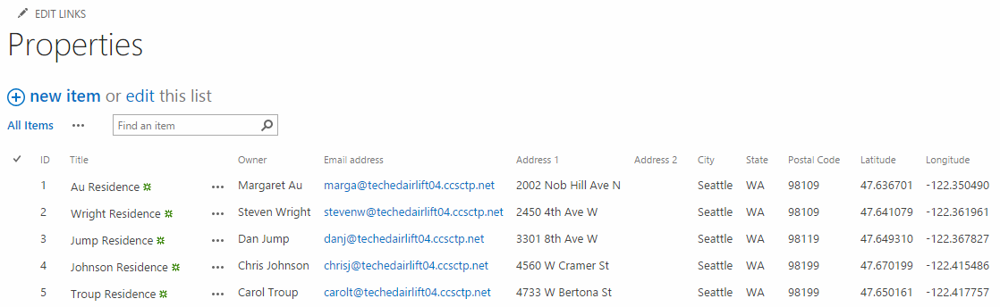 EDIT LINKS
Properties
new item or edit this list
All Items ••• Find an item
ID Title Owner Email address Address 1 Address 2 City State Postal Code Latitude Longitude
1 Au Residence ••• Margaret Au marga@techedairlift04.ccsctp.net 2002 Nob Hill Ave N Seattle WA 98109 47.636701 -122.350490
2 Wright Residence ••• Steven Wright stevenw@techedairlift04.ccsctp.net 2450 4th Ave W Seattle WA 98109 47.641079 -122.361961
3 Jump Residence ••• Dan Jump danj@techedairlift04.ccsctp.net 3301 8th Ave W Seattle WA 98119 47.649310 -122.367827
4 Johnson Residence ••• Chris Johnson chrisj@techedairlift04.ccsctp.net 4560 W Cramer St Seattle WA 98199 47.670199 -122.415486
5 Troup Residence ••• Carol Troup carolt@techedairlift04.ccsctp.net 4733 W Bertona St Seattle WA 98199 47.650161 -122.417757